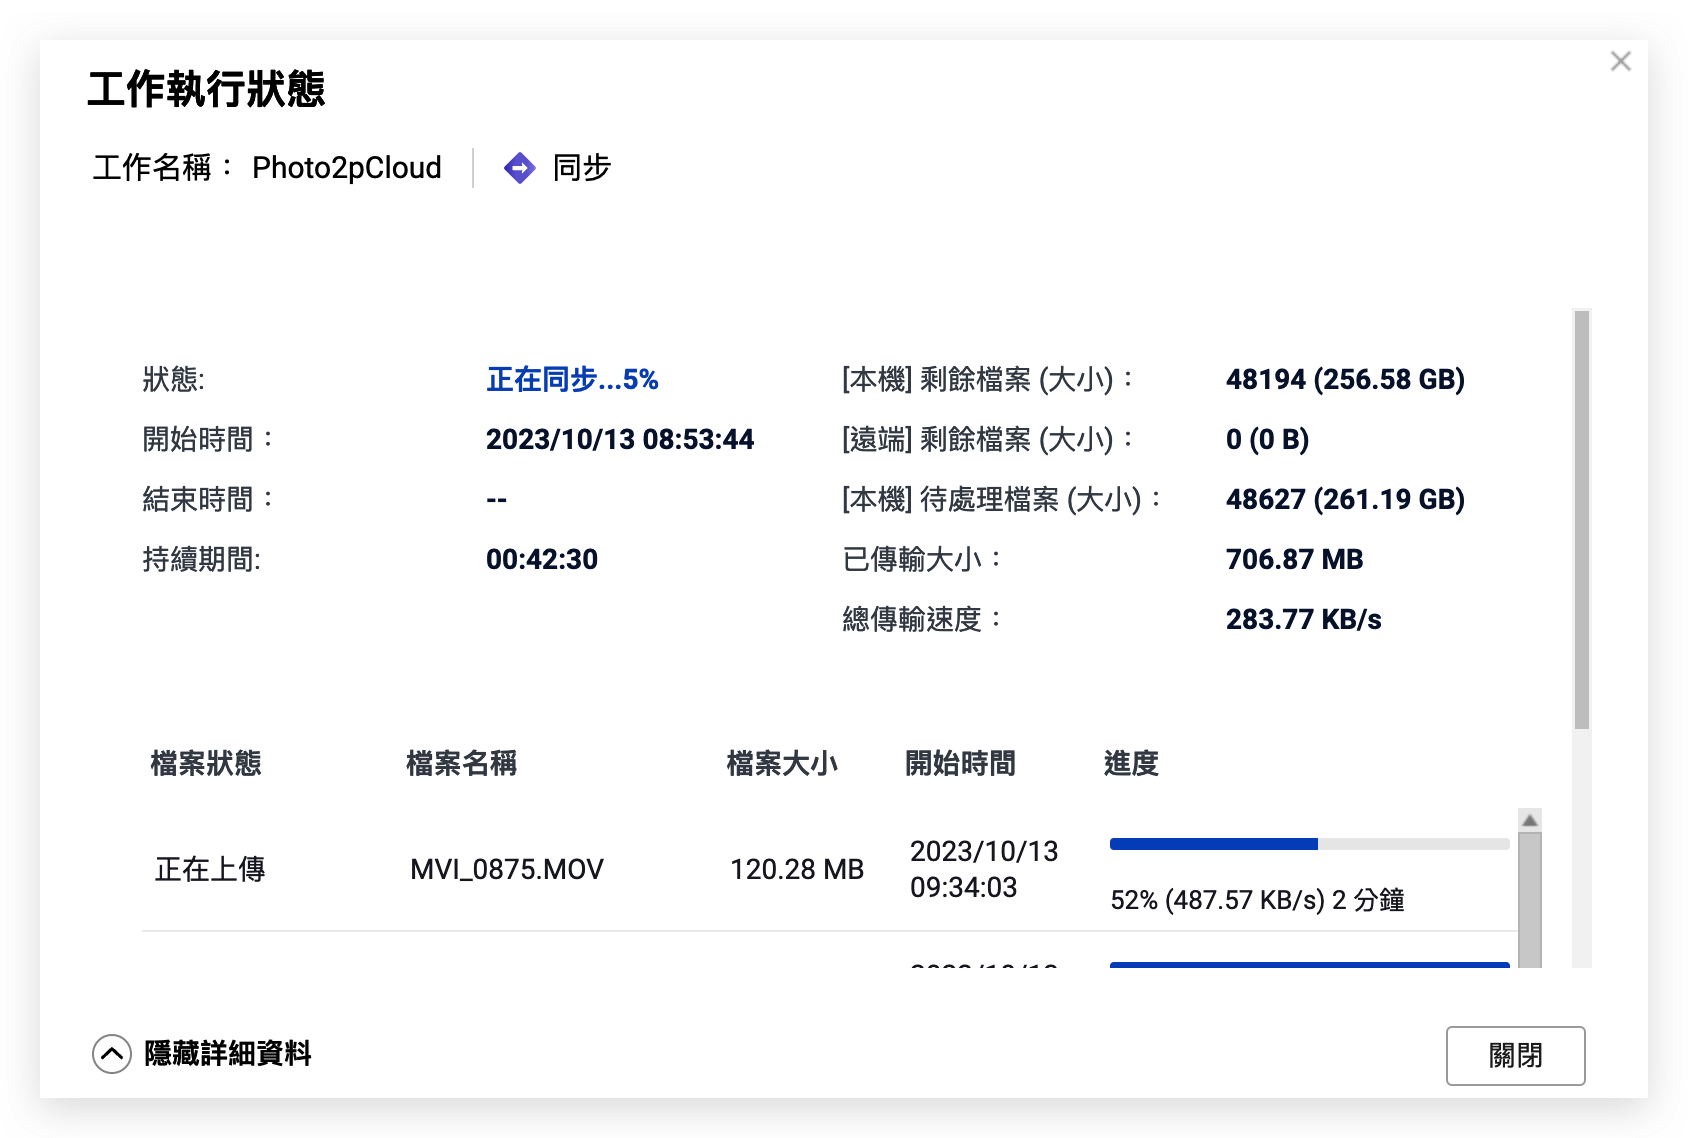 工作執行狀態
工作名稱： Photo2pCloud 同步
狀態: 正在同步...5% [本機] 剩餘檔案 (大小)： 48194 (256.58 GB)
開始時間： 2023/10/13 08:53:44 [遠端] 剩餘檔案 (大小)： 0 (0 B)
結束時間： -- [本機] 待處理檔案 (大小)： 48627 (261.19 GB)
持續期間: 00:42:30 已傳輸大小： 706.87 MB
總傳輸速度： 283.77 KB/s
檔案狀態 檔案名稱 檔案大小 開始時間 進度
正在上傳 MVI_0875.MOV 120.28 MB 2023/10/13
09:34:03
52% (487.57 KB/s) 2 分鐘
隱藏詳細資料 關閉